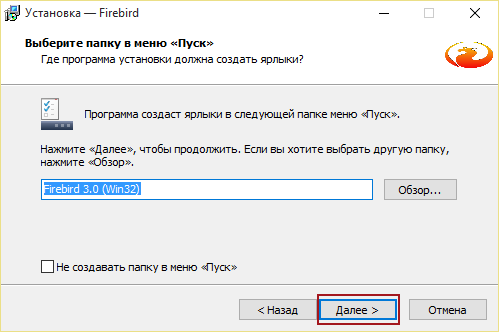 Установка — Firebird
Выберите папку в меню «Пуск»
Где программа установки должна создать ярлыки?
Программа создаст ярлыки в следующей папке меню «Пуск».
Нажмите «Далее», чтобы продолжить. Если вы хотите выбрать другую папку,
нажмите «Обзор».
Firebird 3.0 (Win32)
Обзор...
Не создавать папку в меню «Пуск»
< Назад
Далее >
Отмена